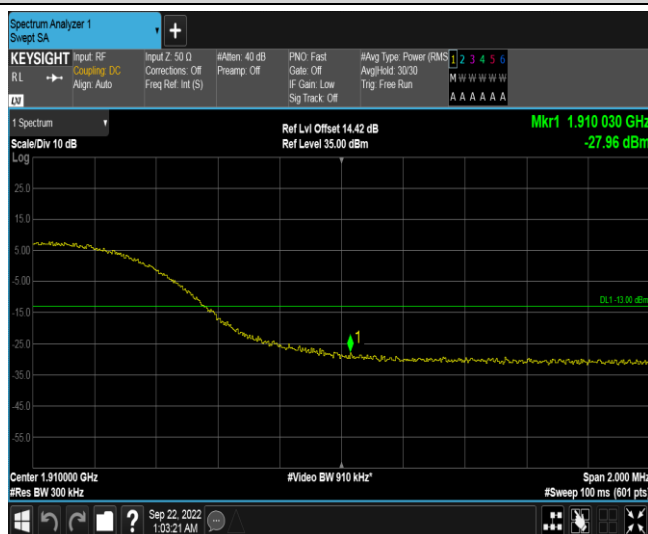 Spectrum Analyzer 1
Swept SA
+
KEYSIGHT
RL
LXI
Input: RF
Coupling: DC
Align: Auto
Input Z: 50 Ω
Corrections: Off
Freq Ref: Int (S)
#Atten: 40 dB
Preamp: Off
PNO: Fast
Gate: Off
IF Gain: Low
Sig Track: Off
#Avg Type: Power (RMS
Avg|Hold: 30/30
Trig: Free Run
1 2 3 4 5 6
M W W W W W
A A A A A A
1 Spectrum
Scale/Div 10 dB
Log
Ref Lvl Offset 14.42 dB
Ref Level 35.00 dBm
Mkr1 1.910 030 GHz
-27.96 dBm
25.0
15.0
5.00
-5.00
-15.0
-25.0
-35.0
-45.0
-55.0
DL1 -13.00 dBm
1
Center 1.910000 GHz
#Res BW 300 kHz
#Video BW 910 kHz*
Span 2.000 MHz
#Sweep 100 ms (601 pts)
?
Sep 22, 2022
1:03:21 AM